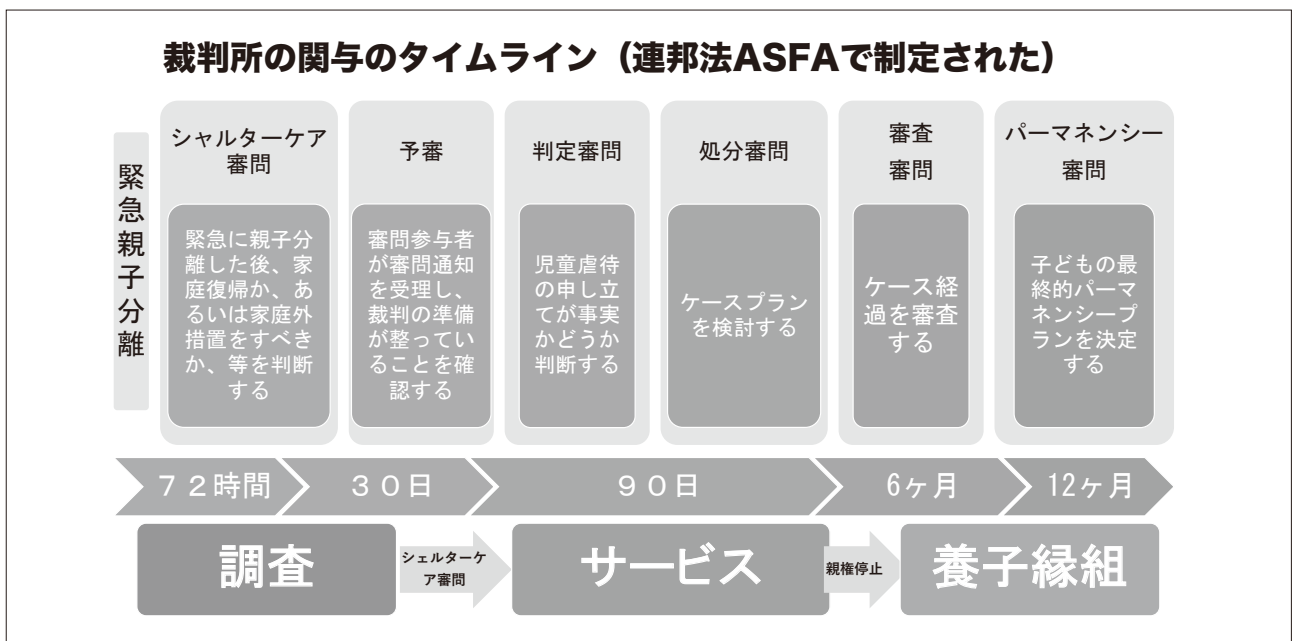 裁判所の関与のタイムライン（連邦法ASFAで制定された）
緊急親子分離
シャルターケア
審問
緊急に親子分
離した後、家
庭復帰か、あ
るいは家庭外
措置をすべき
か、等を判断
する
予審
審問参与者
が審問通知
を受理し、
裁判の準備
が整ってい
ることを確
認する
判定審問
児童虐待
の申し立
てが事実
かどうか
判断する
処分審問
ケースプラン
を検討する
審査
審問
ケース経
過を審査
する
パーマネンシー
審問
子どもの最
終的パーマ
ネンシープ
ランを決定
する
７２時間
３０日
９０日
6ヶ月
12ヶ月
調査
シェルターケ
ア審問
サービス
親権停止
養子縁組